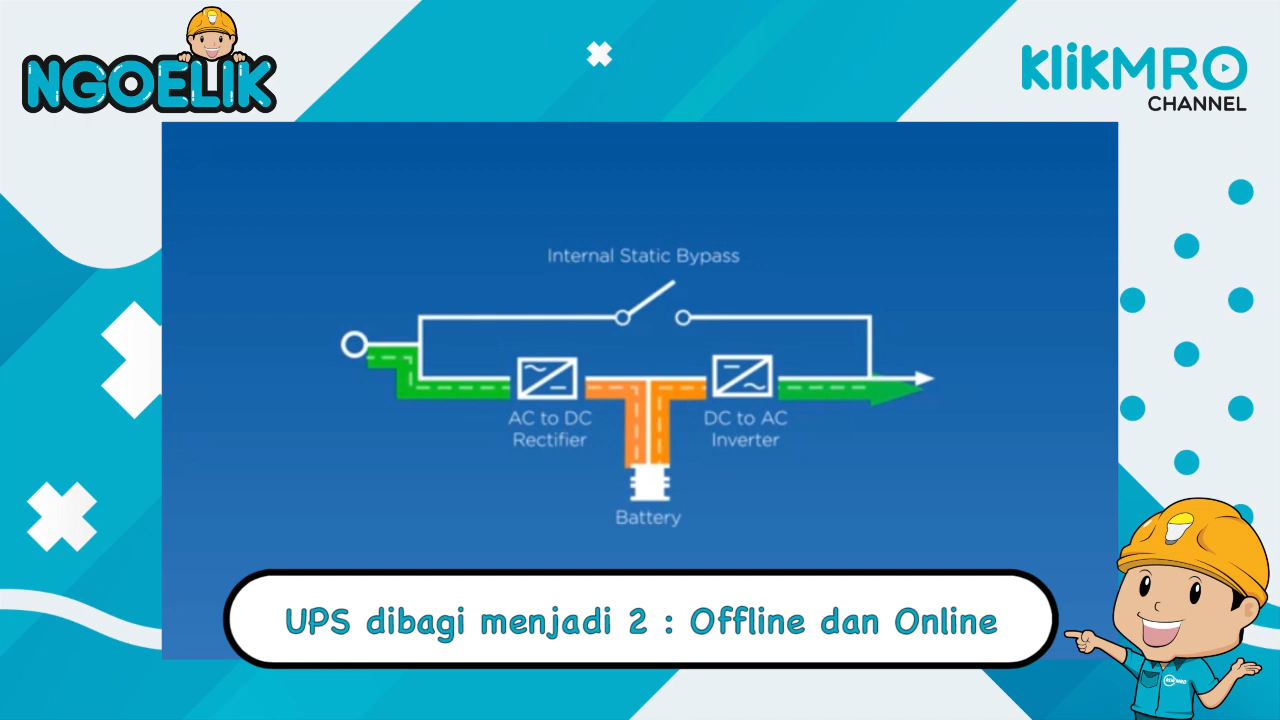 NGOELIK
KlikMRO
CHANNEL
Internal Static Bypass
AC to DC
Rectifier
DC to AC
Inverter
Battery
UPS dibagi menjadi 2 : Offline dan Online